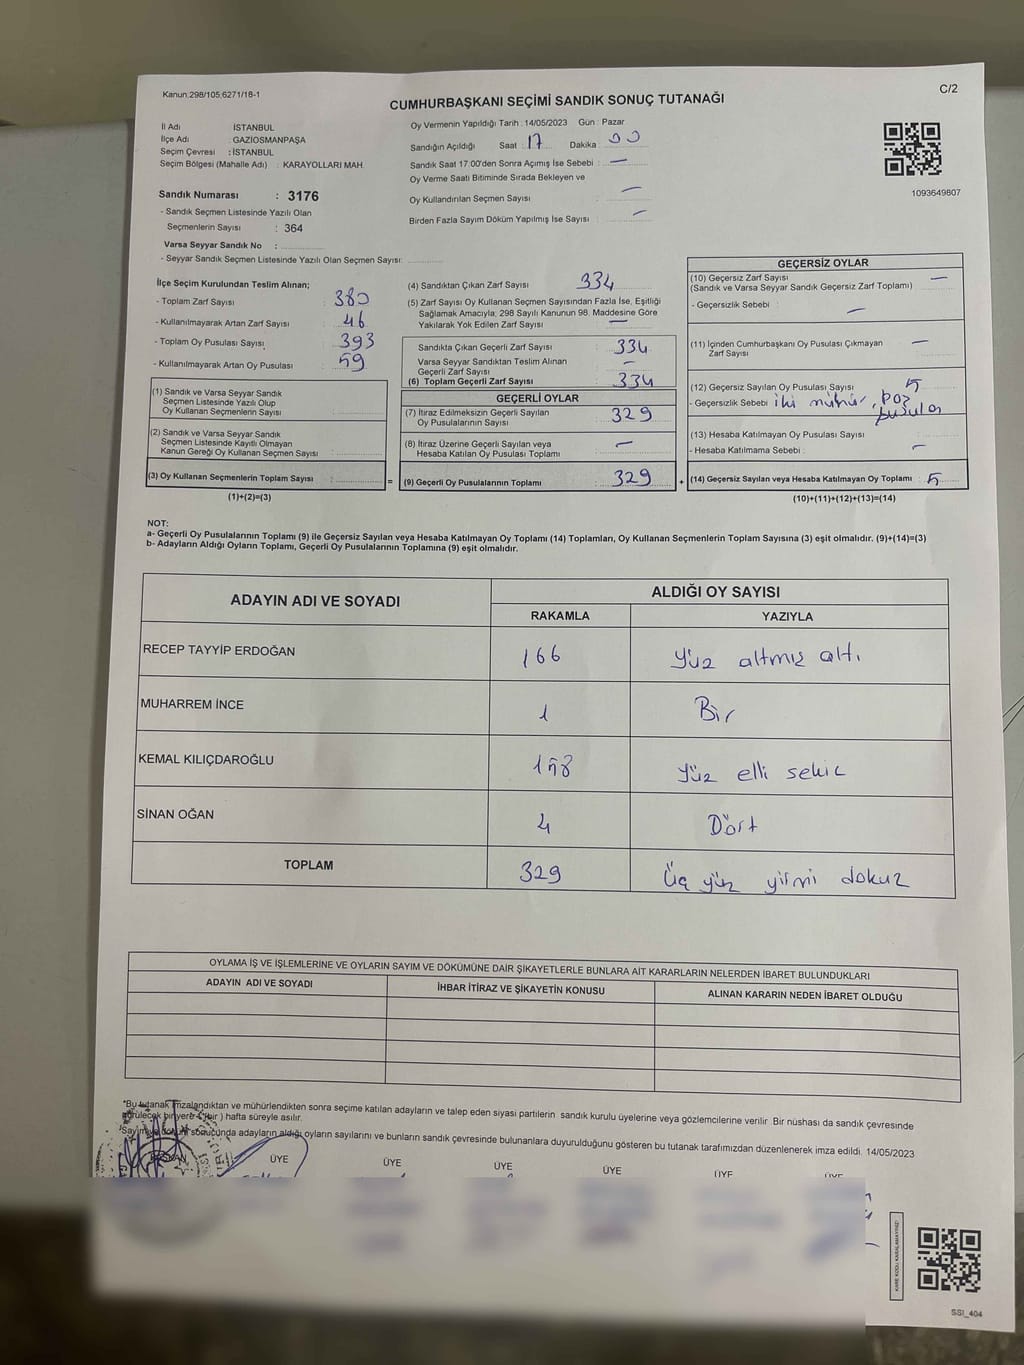 Kanun:298/105;6271/18-1
C/2
CUMHURBAŞKANI SEÇİMİ SANDIK SONUÇ TUTANAĞI
İl Adı : İSTANBUL
İlçe Adı : GAZİOSMANPAŞA
Seçim Çevresi : İSTANBUL
Seçim Bölgesi (Mahalle Adı) : KARAYOLLARI MAH.
Sandık Numarası : 3176
- Sandık Seçmen Listesinde Yazılı Olan
Seçmenlerin Sayısı : 364
Varsa Seyyar Sandık No :
- Seyyar Sandık Seçmen Listesinde Yazılı Olan Seçmen Sayısı:
Oy Vermenin Yapıldığı Tarih : 14/05/2023 Gün : Pazar
Sandığın Açıldığı Saat : 17 Dakika : 00
Sandık Saat 17.00'den Sonra Açımış İse Sebebi : —
Oy Verme Saati Bitiminde Sırada Bekleyen ve
Oy Kullandırılan Seçmen Sayısı : —
Birden Fazla Sayım Döküm Yapılmış İse Sayısı : —
1093649807
İlçe Seçim Kurulundan Teslim Alınan;
- Toplam Zarf Sayısı : 380
- Kullanılmayarak Artan Zarf Sayısı : 46
- Toplam Oy Pusulası Sayısı : 393
- Kullanılmayarak Artan Oy Pusulası : 59
(1) Sandık ve Varsa Seyyar Sandık
Seçmen Listesinde Yazılı Olup
Oy Kullanan Seçmenlerin Sayısı :
(2) Sandık ve Varsa Seyyar Sandık
Seçmen Listesinde Kayıtlı Olmayan
Kanun Gereği Oy Kullanan Seçmen Sayısı :
(3) Oy Kullanan Seçmenlerin Toplam Sayısı :
(1)+(2)=(3)
(4) Sandıktan Çıkan Zarf Sayısı : 334
(5) Zarf Sayısı Oy Kullanan Seçmen Sayısından Fazla İse, Eşitliği
Sağlamak Amacıyla; 298 Sayılı Kanunun 98. Maddesine Göre
Yakılarak Yok Edilen Zarf Sayısı : —
Sandıkta Çıkan Geçerli Zarf Sayısı : 334
Varsa Seyyar Sandıktan Teslim Alınan
Geçerli Zarf Sayısı : —
(6) Toplam Geçerli Zarf Sayısı : 334
GEÇERLİ OYLAR
(7) İtiraz Edilmeksizin Geçerli Sayılan
Oy Pusulalarının Sayısı : 329
(8) İtiraz Üzerine Geçerli Sayılan veya
Hesaba Katılan Oy Pusulası Toplamı : —
= (9) Geçerli Oy Pusulalarının Toplamı : 329 +
GEÇERSİZ OYLAR
(10) Geçersiz Zarf Sayısı : —
(Sandık ve Varsa Seyyar Sandık Geçersiz Zarf Toplamı)
- Geçersizlik Sebebi : —
(11) İçinden Cumhurbaşkanı Oy Pusulası Çıkmayan
Zarf Sayısı : —
(12) Geçersiz Sayılan Oy Pusulası Sayısı : 5
- Geçersizlik Sebebi : iki mühür, boş
pusula
(13) Hesaba Katılmayan Oy Pusulası Sayısı :
- Hesaba Katılmama Sebebi : —
(14) Geçersiz Sayılan veya Hesaba Katılmayan Oy Toplamı : 5
(10)+(11)+(12)+(13)=(14)
NOT:
a- Geçerli Oy Pusulalarının Toplamı (9) ile Geçersiz Sayılan veya Hesaba Katılmayan Oy Toplamı (14) Toplamları, Oy Kullanan Seçmenlerin Toplam Sayısına (3) eşit olmalıdır. (9)+(14)=(3)
b- Adayların Aldığı Oyların Toplamı, Geçerli Oy Pusulalarının Toplamına (9) eşit olmalıdır.
ADAYIN ADI VE SOYADI
ALDIĞI OY SAYISI
RAKAMLA YAZIYLA
RECEP TAYYİP ERDOĞAN 166 Yüz altmış altı
MUHARREM İNCE 1 Bir
KEMAL KILIÇDAROĞLU 158 Yüz elli sekiz
SİNAN OĞAN 4 Dört
TOPLAM 329 Üç yüz yirmi dokuz
OYLAMA İŞ VE İŞLEMLERİNE VE OYLARIN SAYIM VE DÖKÜMÜNE DAİR ŞİKAYETLERLE BUNLARA AİT KARARLARIN NELERDEN İBARET BULUNDUKLARI
ADAYIN ADI VE SOYADI İHBAR İTİRAZ VE ŞİKAYETİN KONUSU ALINAN KARARIN NEDEN İBARET OLDUĞU
*Bu tutanak imzalandıktan ve mühürlendikten sonra seçime katılan adayların ve talep eden siyasi partilerin sandık kurulu üyelerine veya gözlemcilerine verilir. Bir nüshası da sandık çevresinde
görülecek bir yere 1 (bir ) hafta süreyle asılır.
*Sayım ve döküm sonucunda adayların aldığı oyların sayılarını ve bunların sandık çevresinde bulunanlara duyurulduğunu gösteren bu tutanak tarafımızdan düzenlenerek imza edildi. 14/05/2023
BAŞKAN ÜYE ÜYE ÜYE ÜYE ÜYE ÜYE
SSI_404